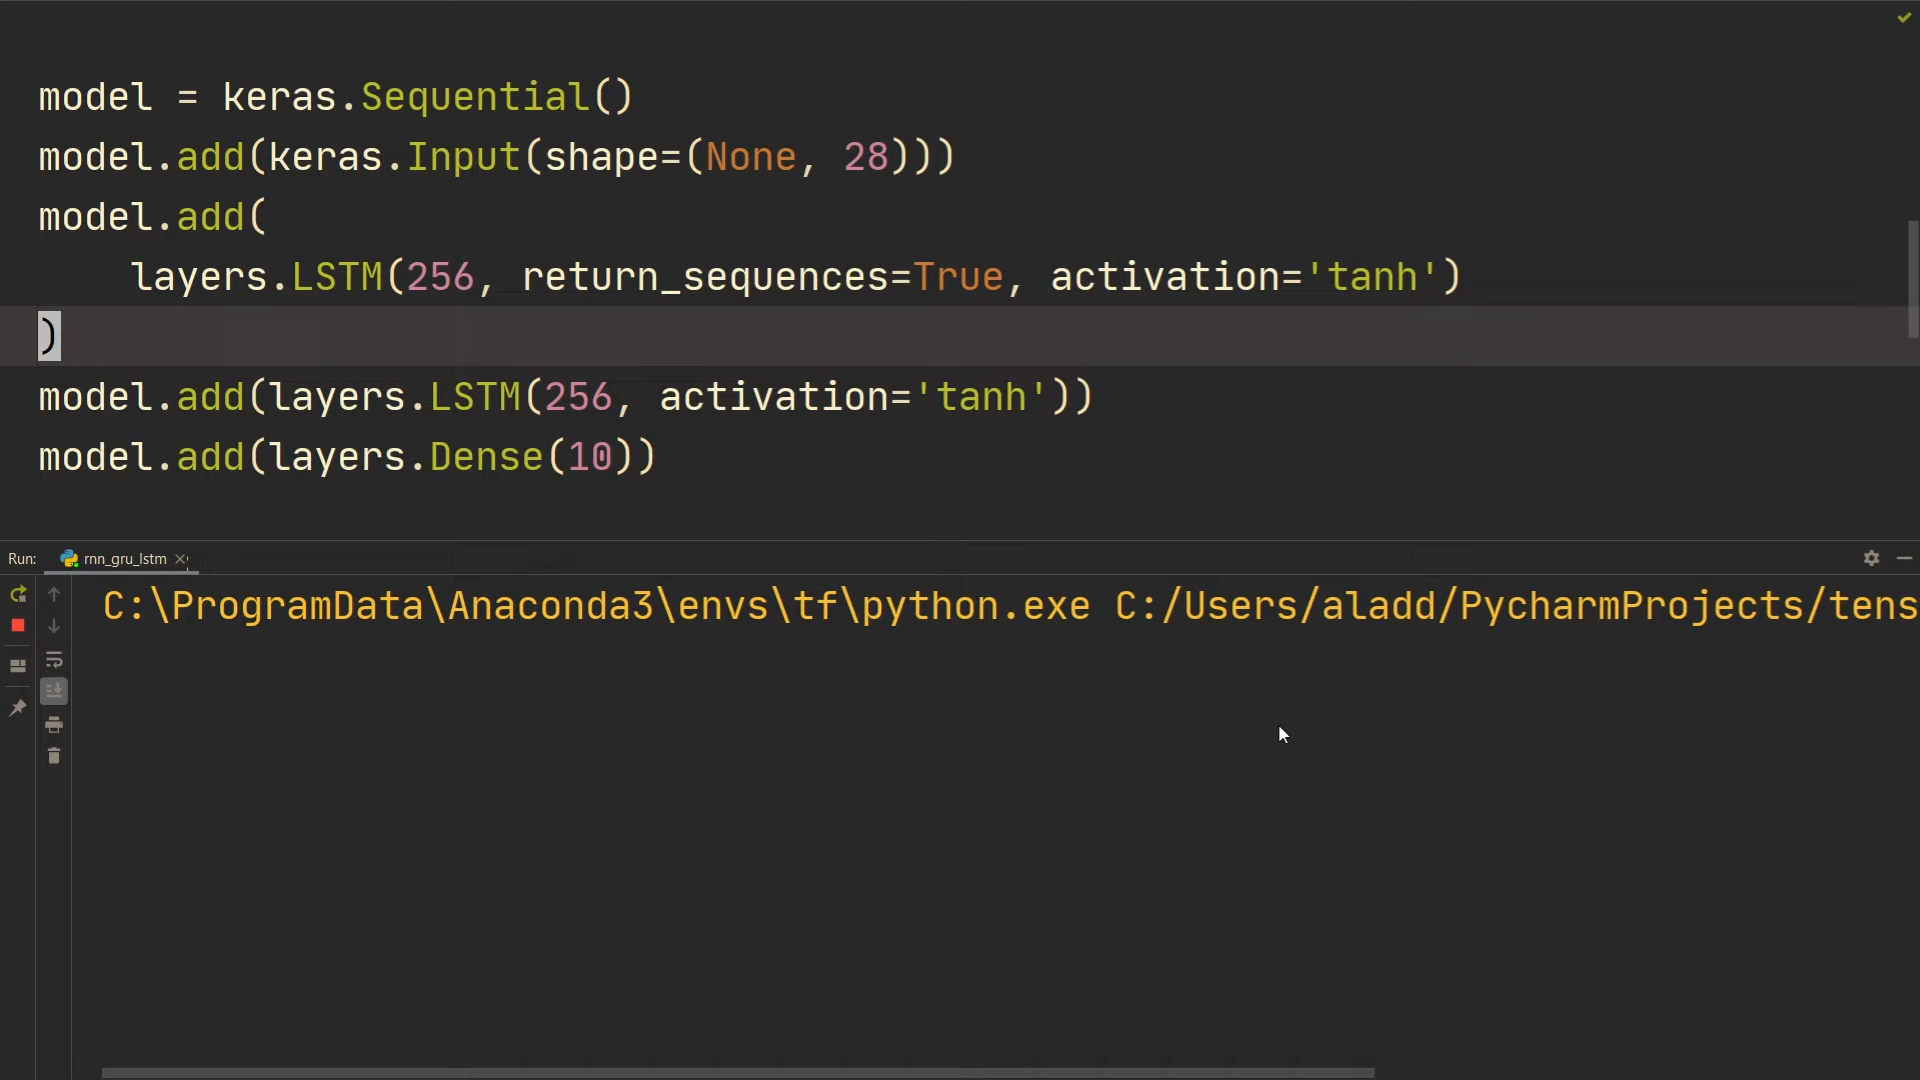 model = keras.Sequential()
model.add(keras.Input(shape=(None, 28)))
model.add(
    layers.LSTM(256, return_sequences=True, activation='tanh')
)
model.add(layers.LSTM(256, activation='tanh'))
model.add(layers.Dense(10))
Run: rnn_gru_lstm
C:\ProgramData\Anaconda3\envs\tf\python.exe C:/Users/aladd/PycharmProjects/tens